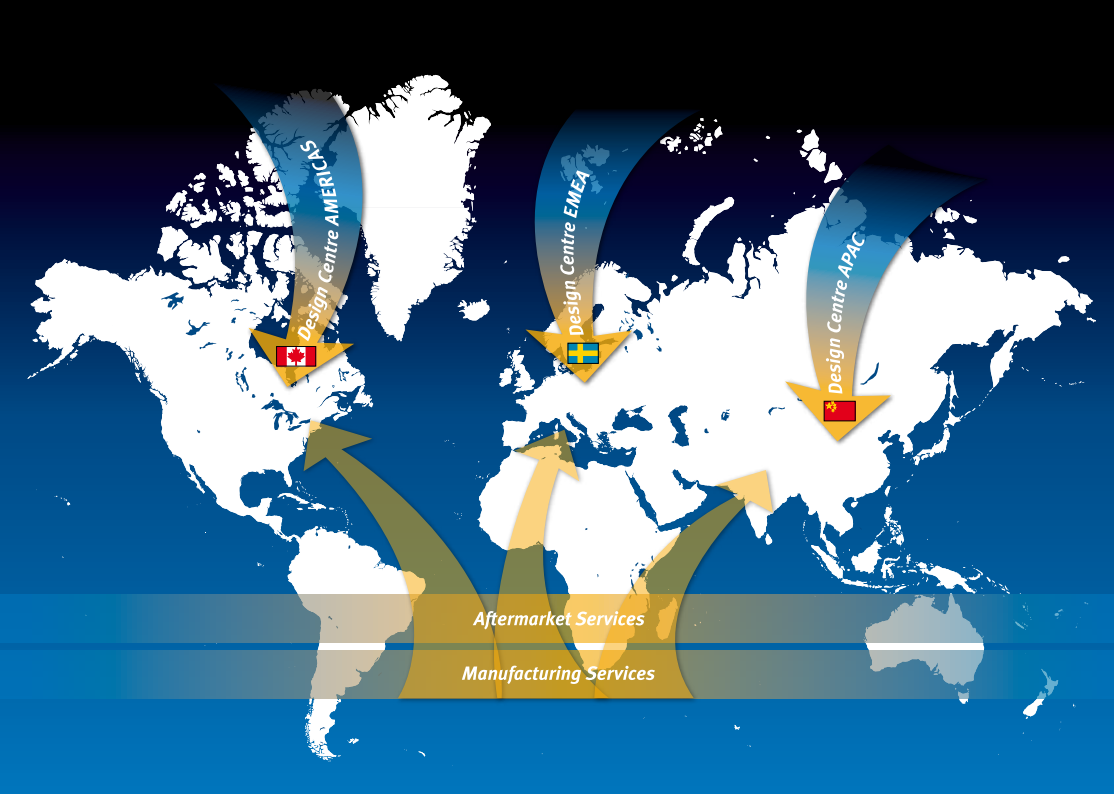 Design Centre AMERICAS
Design Centre EMEA
Design Centre APAC
Aftermarket Services
Manufacturing Services